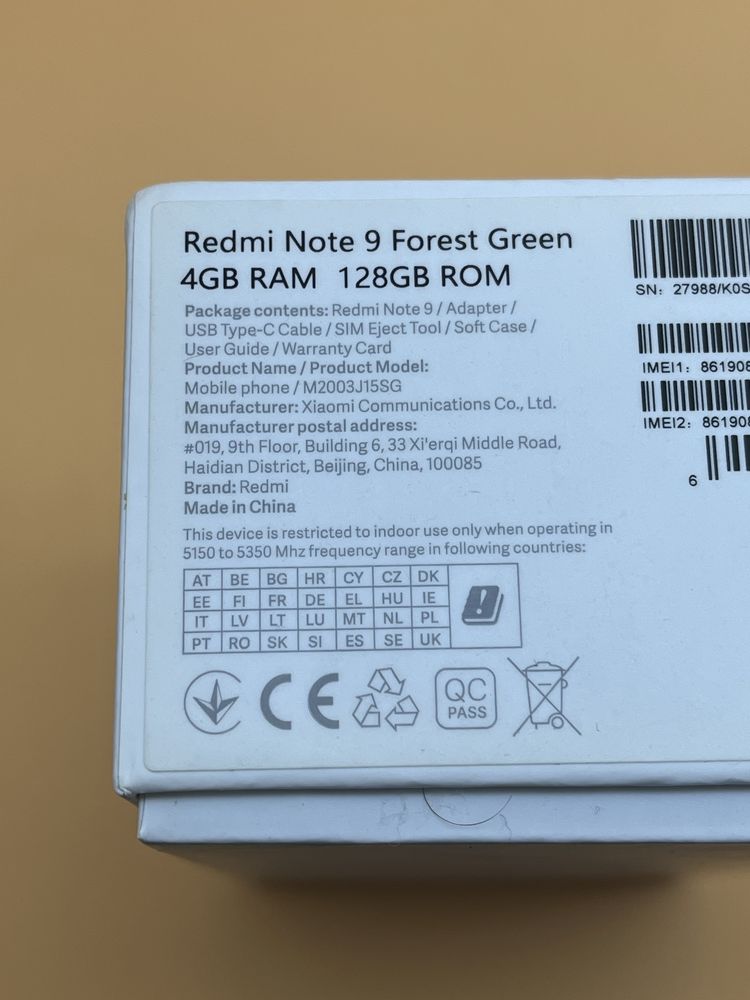 Redmi Note 9 Forest Green
4GB RAM 128GB ROM
Package contents: Redmi Note 9 / Adapter /
USB Type-C Cable / SIM Eject Tool / Soft Case /
User Guide / Warranty Card
Product Name / Product Model:
Mobile phone / M2003J15SG
Manufacturer: Xiaomi Communications Co., Ltd.
Manufacturer postal address:
#019, 9th Floor, Building 6, 33 Xi'erqi Middle Road,
Haidian District, Beijing, China, 100085
Brand: Redmi
Made in China
This device is restricted to indoor use only when operating in
5150 to 5350 Mhz frequency range in following countries:
AT BE BG HR CY CZ DK
EE FI FR DE EL HU IE
IT LV LT LU MT NL PL
PT RO SK SI ES SE UK
CE
QC
PASS
SN: 27988/K0S
IMEI1: 861908
IMEI2: 861908
6